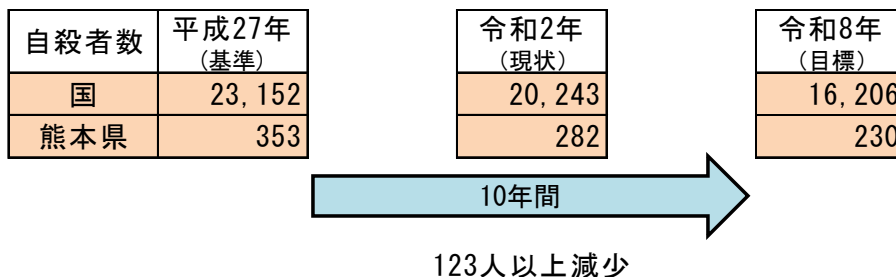 自殺者数 平成27年 令和2年 令和8年
(基準) (現状) (目標)
国 23,152 20,243 16,206
熊本県 353 282 230
10年間
123人以上減少